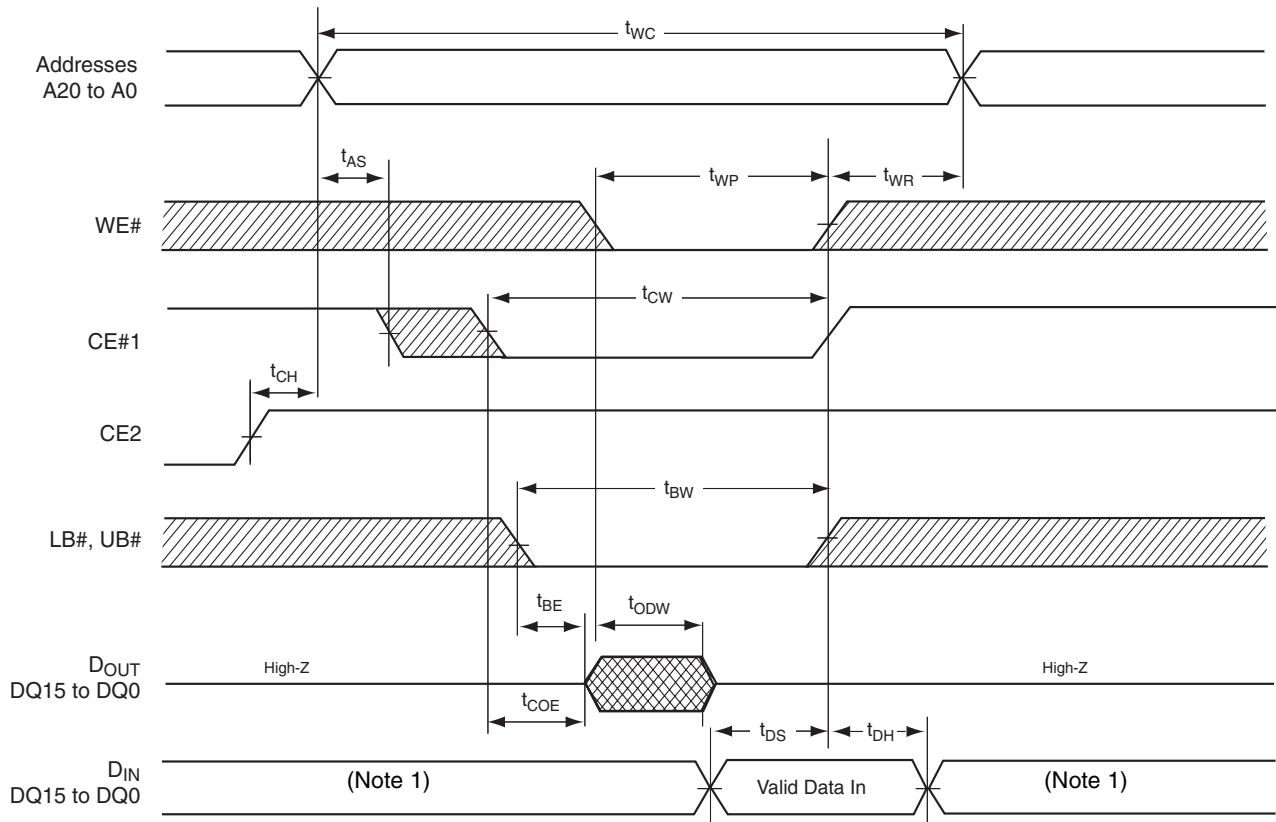 tWC
Addresses
A20 to A0
tAS
tWP
tWR
WE#
tCW
CE#1
tCH
CE2
tBW
LB#, UB#
tBE
tODW
DOUT
DQ15 to DQ0
High-Z
High-Z
tCOE
tDS
tDH
DIN
DQ15 to DQ0
(Note 1)
Valid Data In
(Note 1)